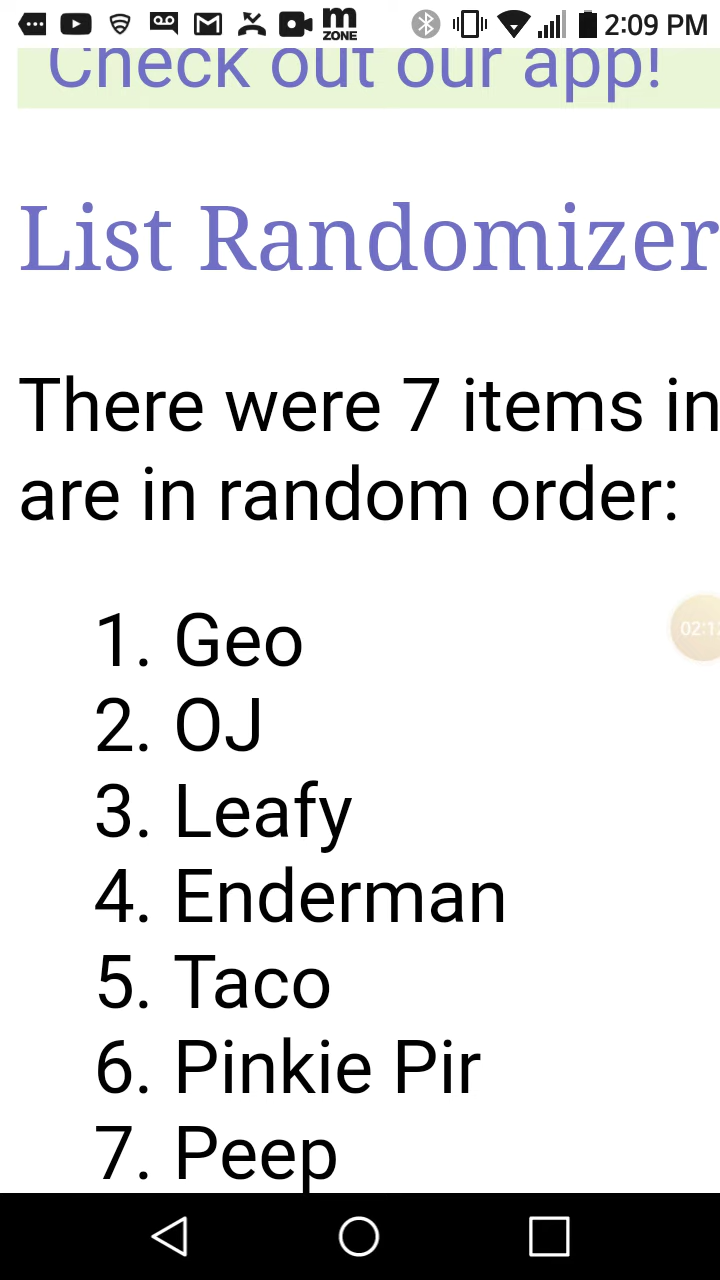 m
ZONE
2:09 PM
Check out our app!
List Randomizer
There were 7 items in
are in random order:
1. Geo
2. OJ
3. Leafy
4. Enderman
5. Taco
6. Pinkie Pir
7. Peep